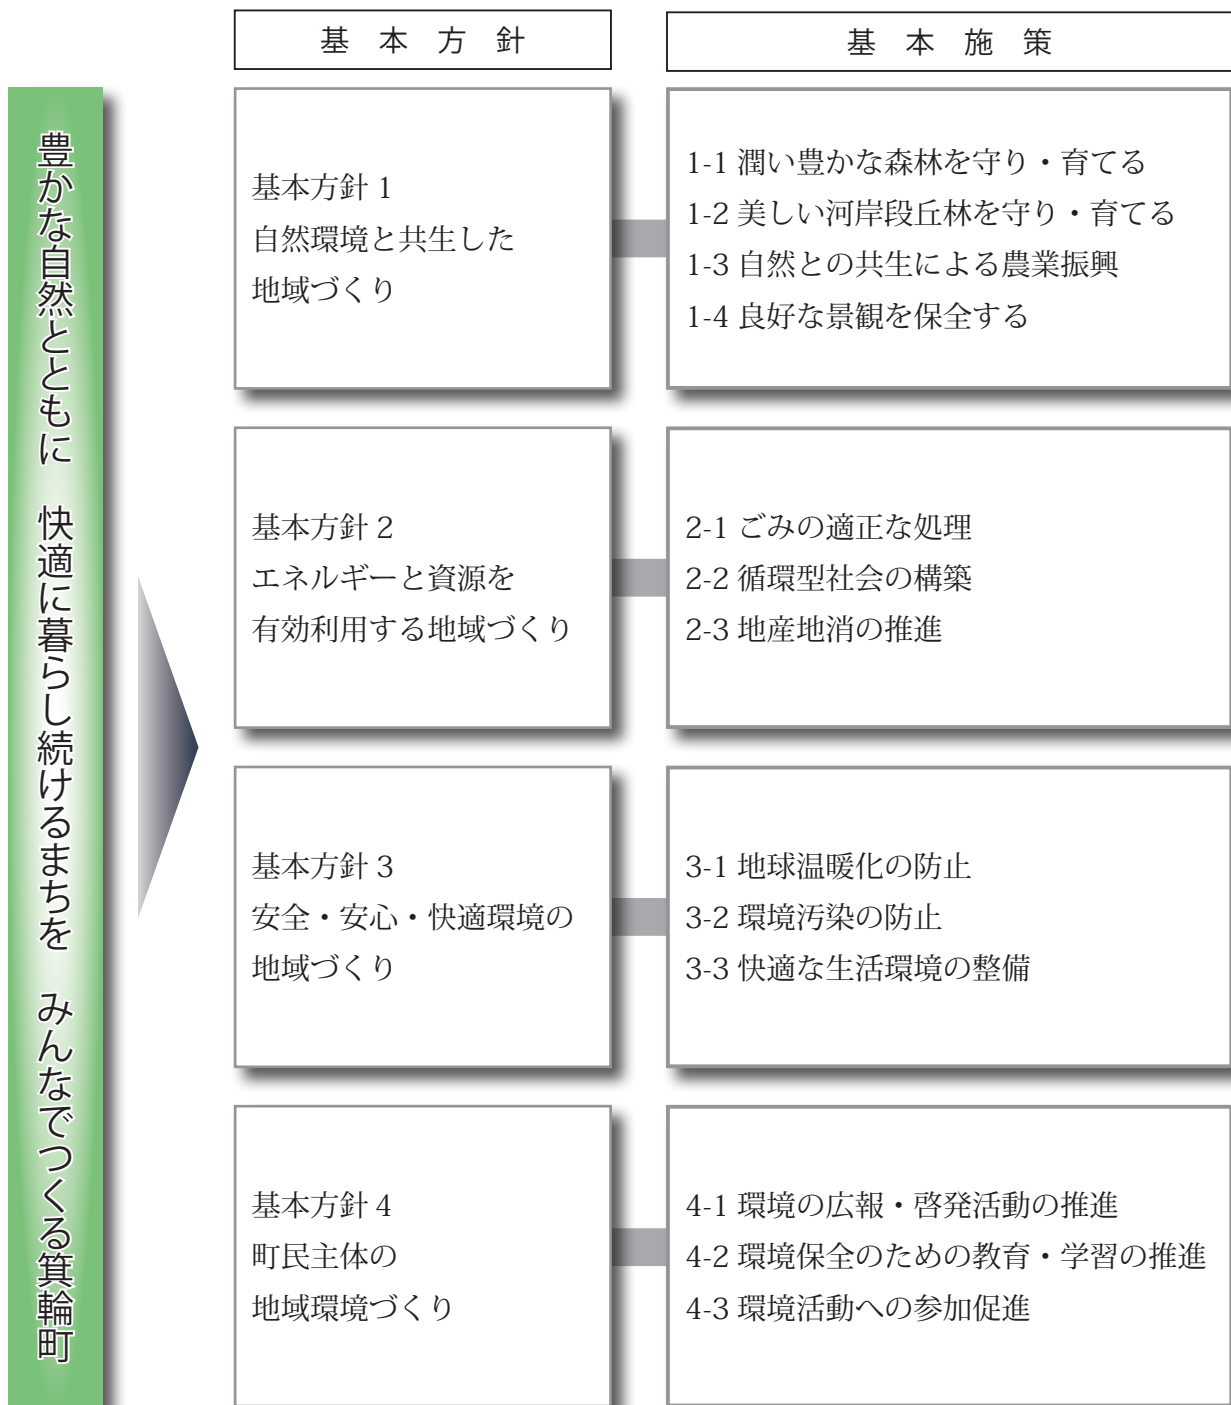 基本方針
基本施策
豊かな自然とともに　快適に暮らし続けるまちを　みんなでつくる箕輪町
基本方針 1
自然環境と共生した
地域づくり
1-1 潤い豊かな森林を守り・育てる
1-2 美しい河岸段丘林を守り・育てる
1-3 自然との共生による農業振興
1-4 良好な景観を保全する
基本方針 2
エネルギーと資源を
有効利用する地域づくり
2-1 ごみの適正な処理
2-2 循環型社会の構築
2-3 地産地消の推進
基本方針 3
安全・安心・快適環境の
地域づくり
3-1 地球温暖化の防止
3-2 環境汚染の防止
3-3 快適な生活環境の整備
基本方針 4
町民主体の
地域環境づくり
4-1 環境の広報・啓発活動の推進
4-2 環境保全のための教育・学習の推進
4-3 環境活動への参加促進